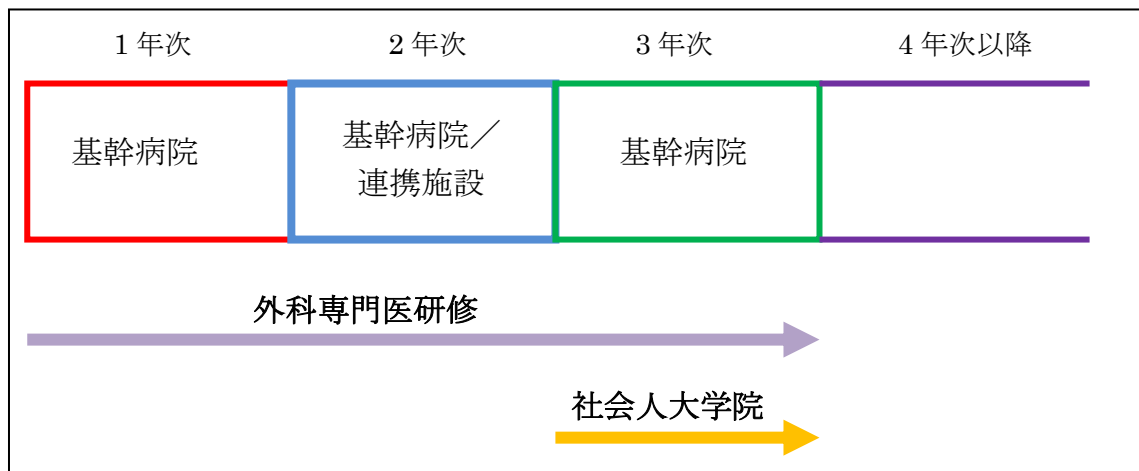 1年次 2年次 3年次 4年次以降
基幹病院
基幹病院／
連携施設
基幹病院
外科専門医研修
社会人大学院